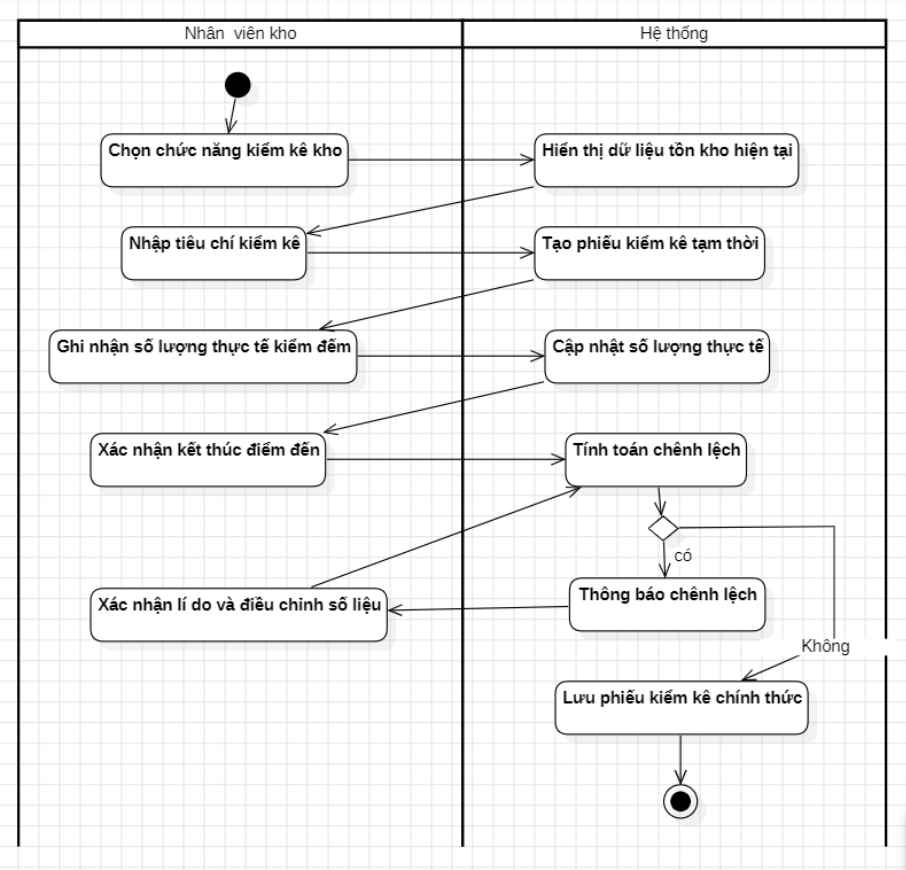 Nhân viên kho
Hệ thống
Chọn chức năng kiểm kê kho
Hiển thị dữ liệu tồn kho hiện tại
Nhập tiêu chí kiểm kê
Tạo phiếu kiểm kê tạm thời
Ghi nhận số lượng thực tế kiểm đếm
Cập nhật số lượng thực tế
Xác nhận kết thúc điểm đến
Tính toán chênh lệch
có
Xác nhận lí do và điều chỉnh số liệu
Thông báo chênh lệch
Không
Lưu phiếu kiểm kê chính thức